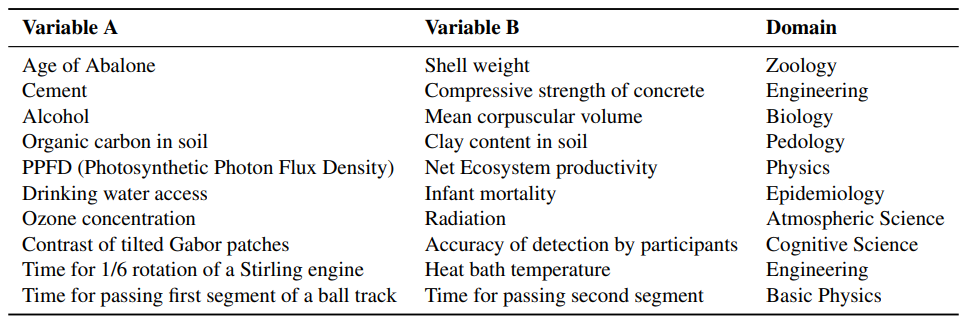 Variable A Variable B Domain
Age of Abalone Shell weight Zoology
Cement Compressive strength of concrete Engineering
Alcohol Mean corpuscular volume Biology
Organic carbon in soil Clay content in soil Pedology
PPFD (Photosynthetic Photon Flux Density) Net Ecosystem productivity Physics
Drinking water access Infant mortality Epidemiology
Ozone concentration Radiation Atmospheric Science
Contrast of tilted Gabor patches Accuracy of detection by participants Cognitive Science
Time for 1/6 rotation of a Stirling engine Heat bath temperature Engineering
Time for passing first segment of a ball track Time for passing second segment Basic Physics